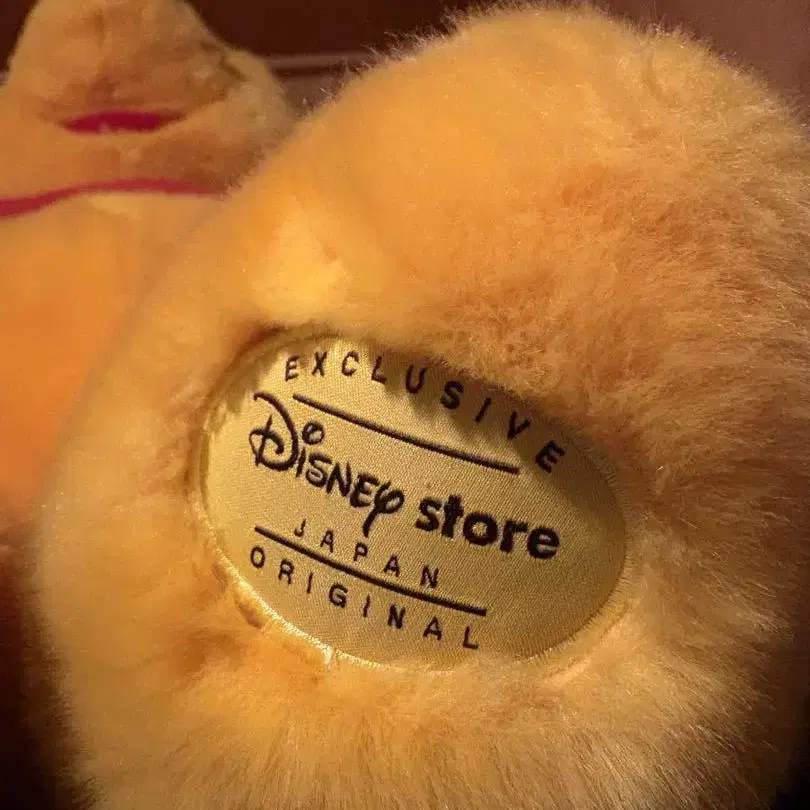 EXCLUSIVE
Disney store
JAPAN
ORIGINAL